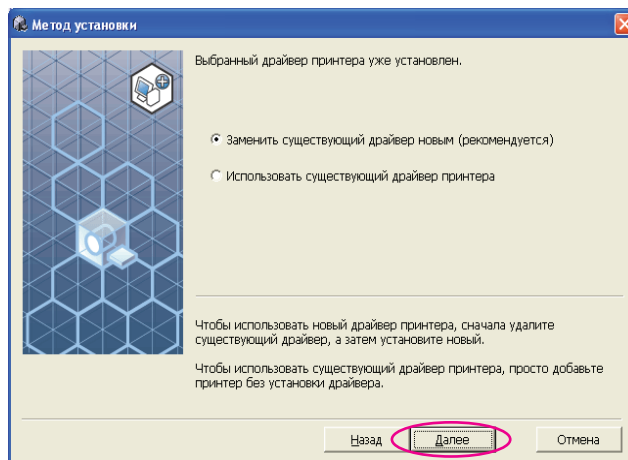 Метод установки
Выбранный драйвер принтера уже установлен.
Заменить существующий драйвер новым (рекомендуется)
Использовать существующий драйвер принтера
Чтобы использовать новый драйвер принтера, сначала удалите
существующий драйвер, а затем установите новый.
Чтобы использовать существующий драйвер принтера, просто добавьте
принтер без установки драйвера.
Назад Далее Отмена